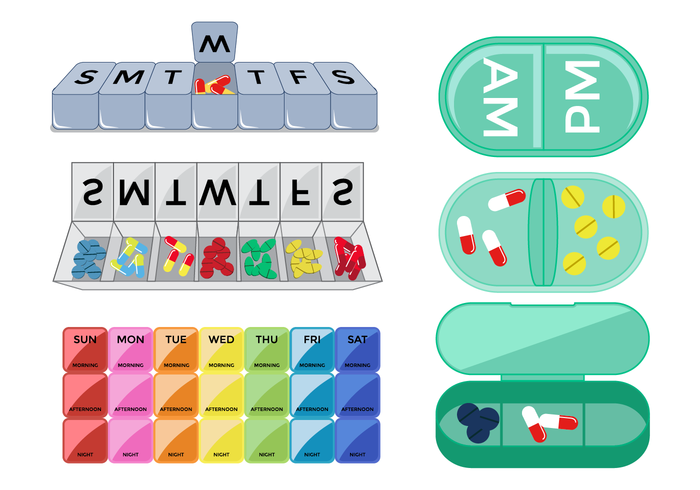 W
S M T T F S
S M T W T F S
SUN MON TUE WED THU FRI SAT
MORNING MORNING MORNING MORNING MORNING MORNING MORNING
AFTERNOON AFTERNOON AFTERNOON AFTERNOON AFTERNOON AFTERNOON AFTERNOON
NIGHT NIGHT NIGHT NIGHT NIGHT NIGHT NIGHT
AM PM